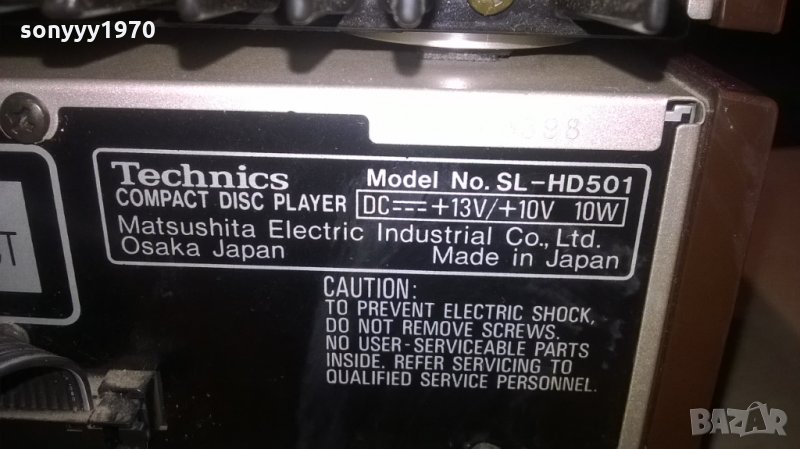 sonyyy1970
Technics
COMPACT DISC PLAYER
Model No. SL-HD501
DC⎓ +13V/+10V 10W
Matsushita Electric Industrial Co., Ltd.
Osaka Japan Made in Japan
CAUTION:
TO PREVENT ELECTRIC SHOCK,
DO NOT REMOVE SCREWS.
NO USER-SERVICEABLE PARTS
INSIDE. REFER SERVICING TO
QUALIFIED SERVICE PERSONNEL.
BAZAR